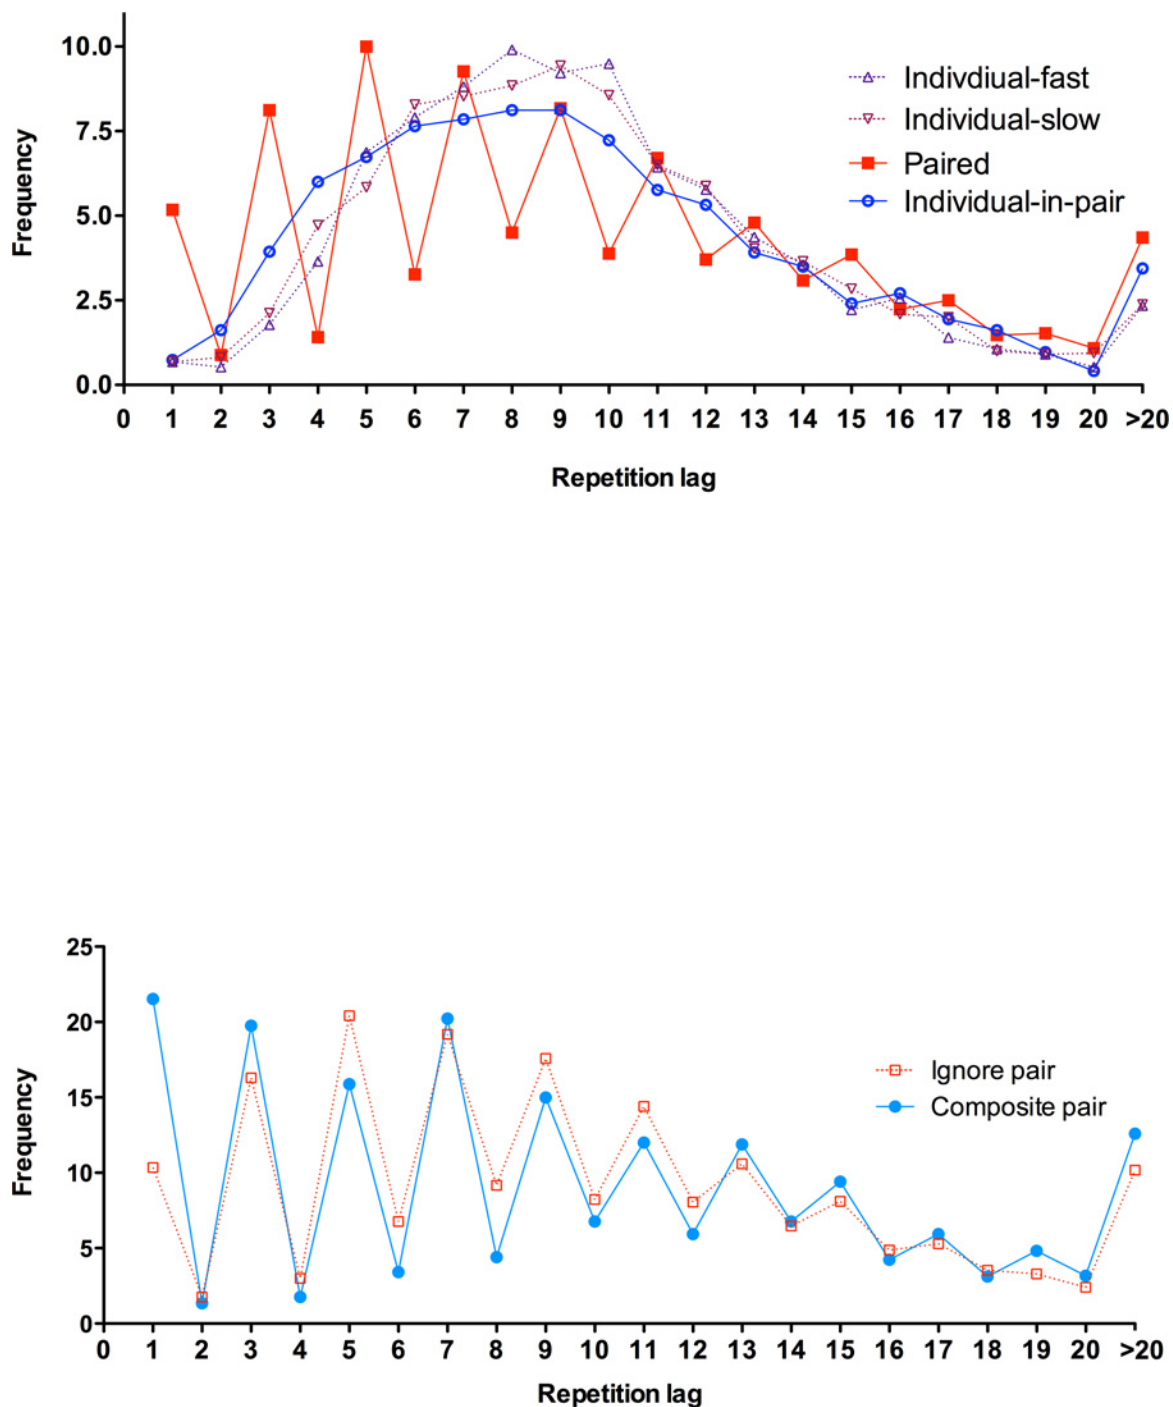 10.0
7.5
5.0
2.5
0.0
Frequency
Indivdiual-fast
Individual-slow
Paired
Individual-in-pair
0 1 2 3 4 5 6 7 8 9 10 11 12 13 14 15 16 17 18 19 20 >20
Repetition lag
25
20
15
10
5
0
Frequency
Ignore pair
Composite pair
0 1 2 3 4 5 6 7 8 9 10 11 12 13 14 15 16 17 18 19 20 >20
Repetition lag